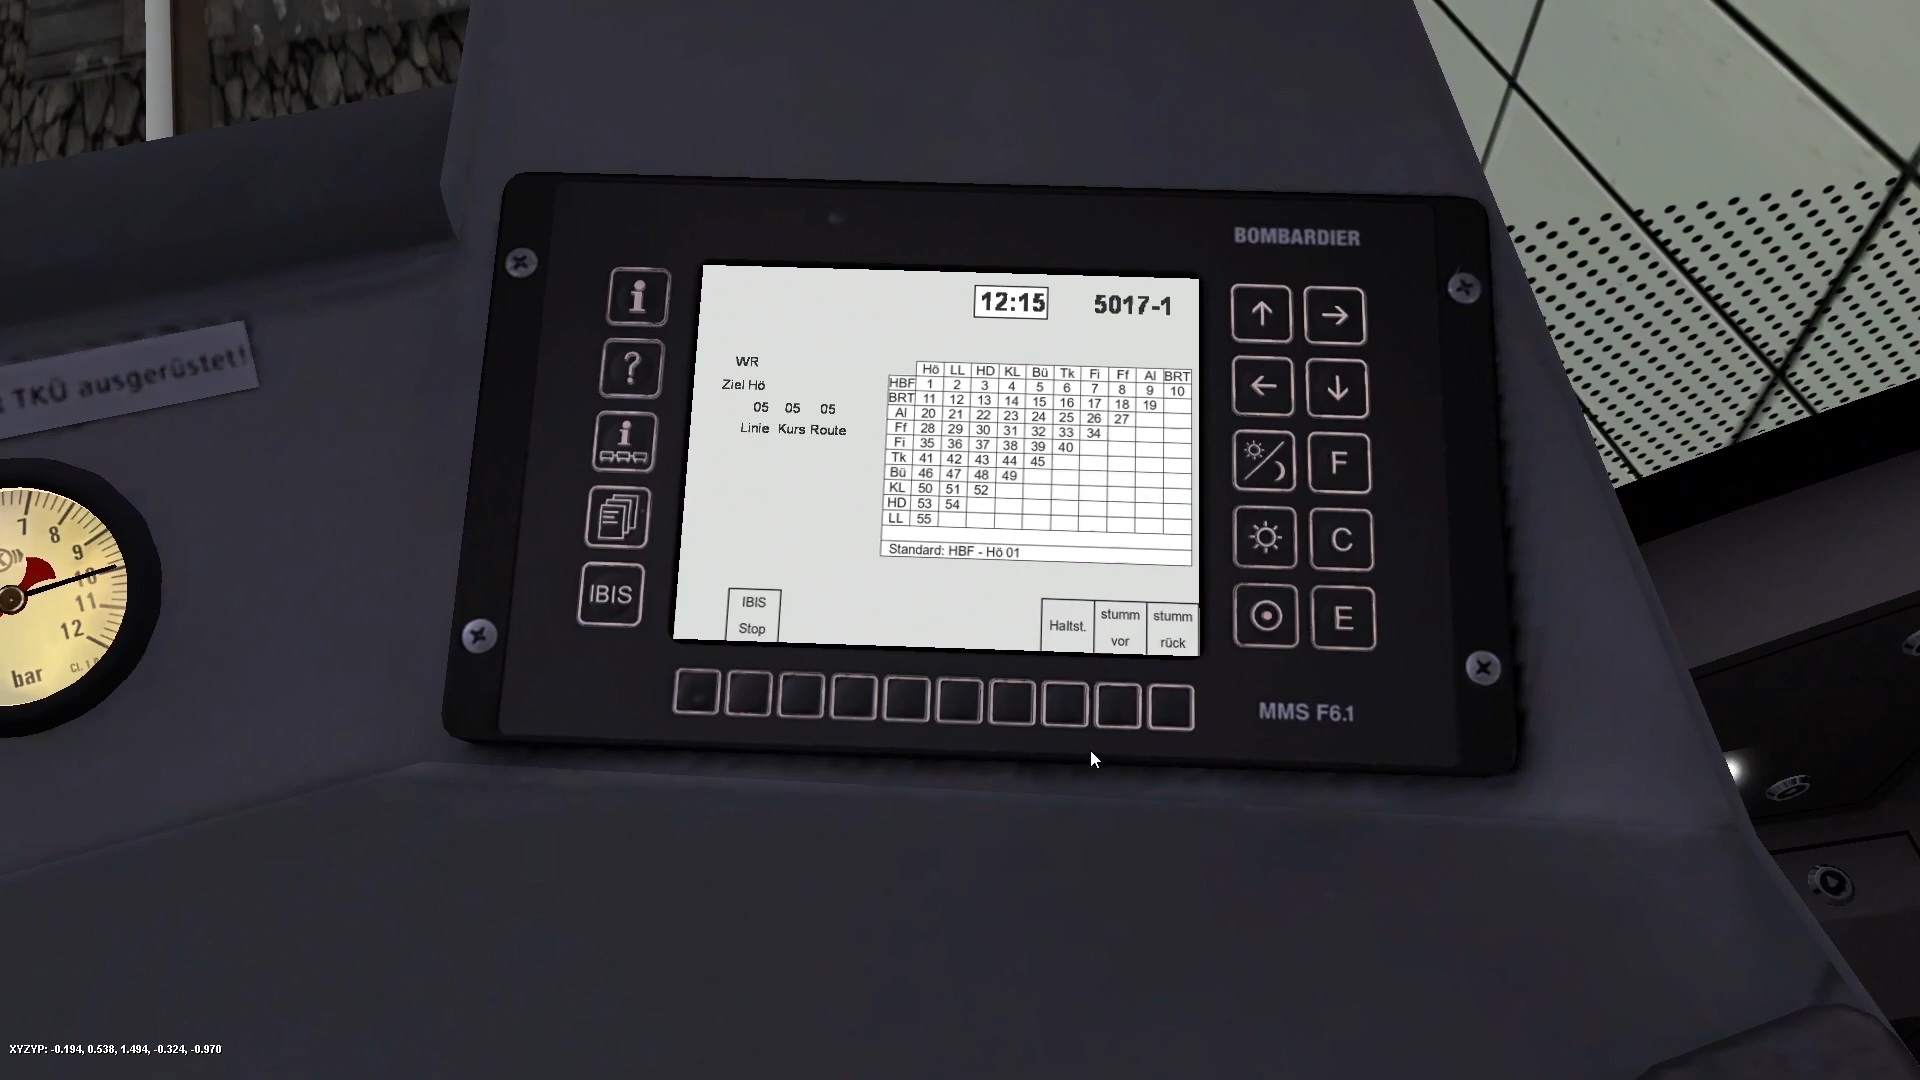 BOMBARDIER
12:15 5017-1
WR
Ziel Hö
05 05 05
Linie Kurs Route
Hö LL HD KL Bü Tk Fi Ff Al BRT
HBF 1 2 3 4 5 6 7 8 9 10
BRT 11 12 13 14 15 16 17 18 19
Al 20 21 22 23 24 25 26 27
Ff 28 29 30 31 32 33 34
Fi 35 36 37 38 39 40
Tk 41 42 43 44 45
Bü 46 47 48 49
KL 50 51 52
HD 53 54
LL 55
Standard: HBF - Hö 01
IBIS
Stop
Haltst.
stumm
vor
stumm
rück
?
IBIS
F
C
E
MMS F6.1
TKÜ ausgerüstet!
7
8
9
10
11
12
bar
XYZYP: -0.194, 0.538, 1.494, -0.324, -0.970